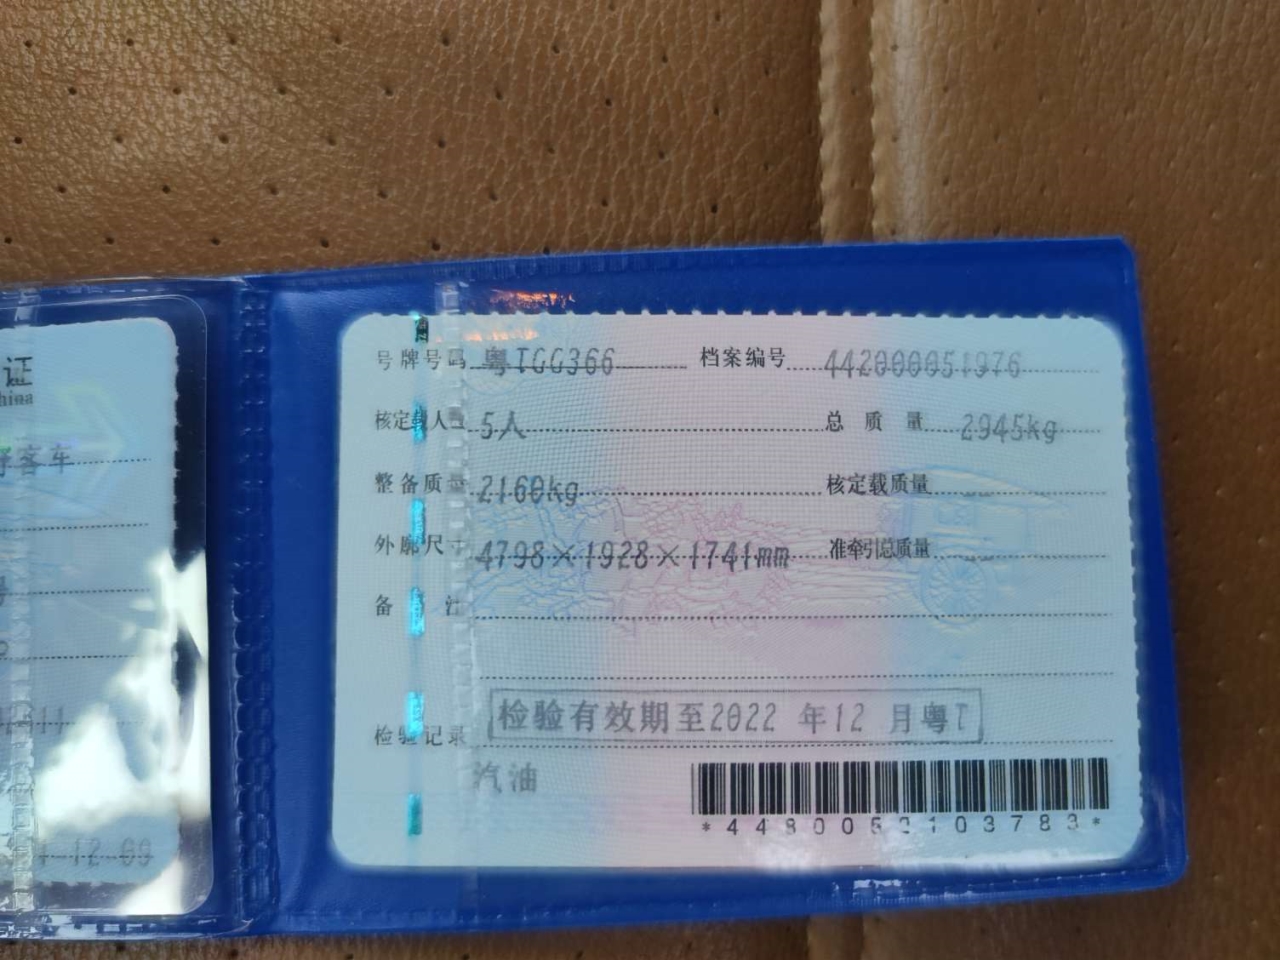 证
China
客车
12-09
号牌号码 粤TGG366 档案编号 442000051976
核定载人数 5人 总质量 2945kg
整备质量 2160kg 核定载质量
外廓尺寸 4798×1928×1741mm 准牵引总质量
备注
检验有效期至2022 年12 月粤T
检验记录
汽油